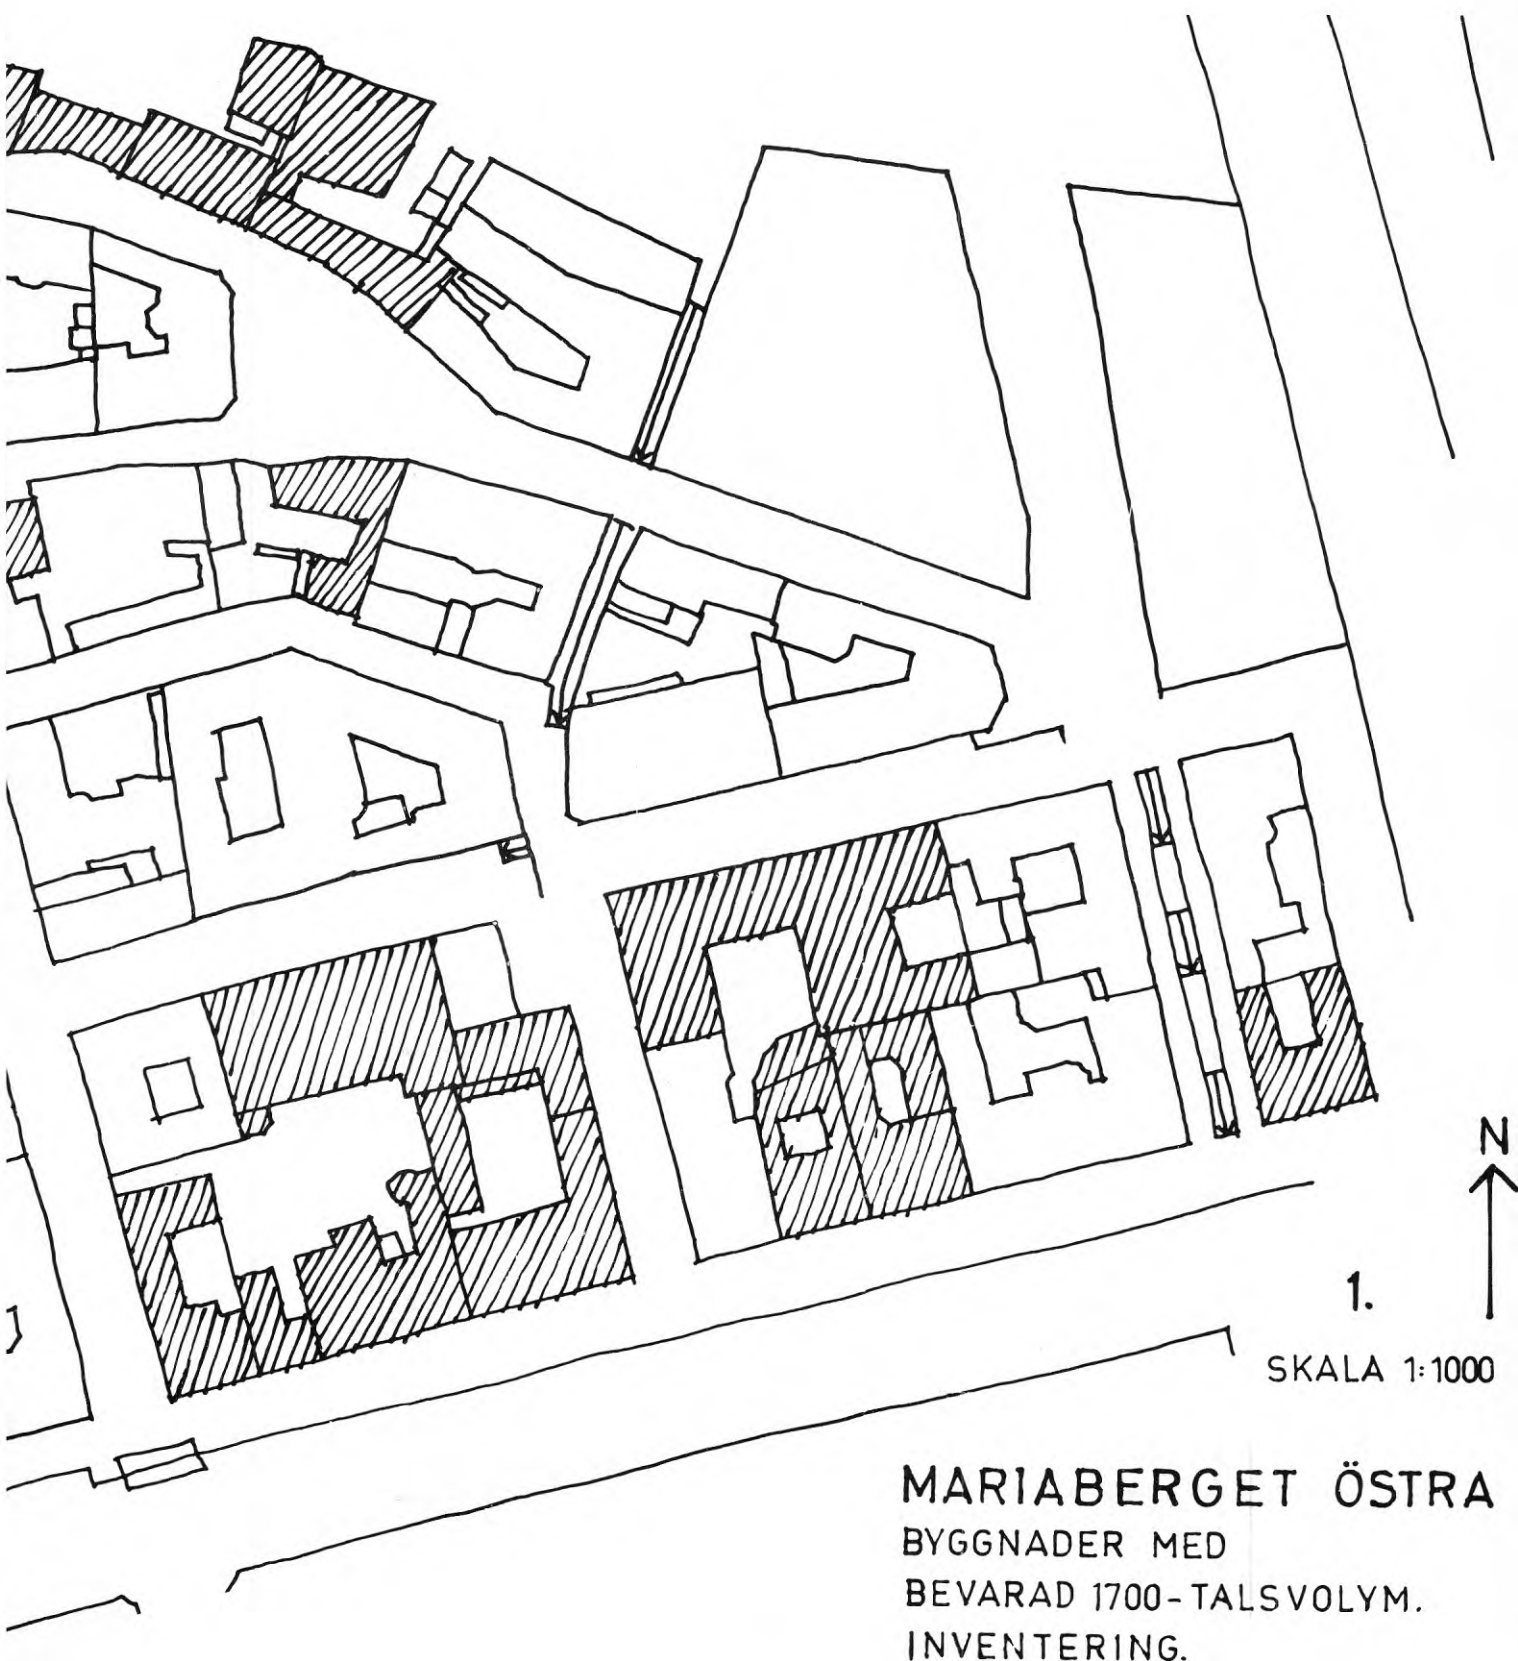 N
1.
SKALA 1:1000
MARIABERGET ÖSTRA
BYGGNADER MED
BEVARAD 1700-TALSVOLYM.
INVENTERING.